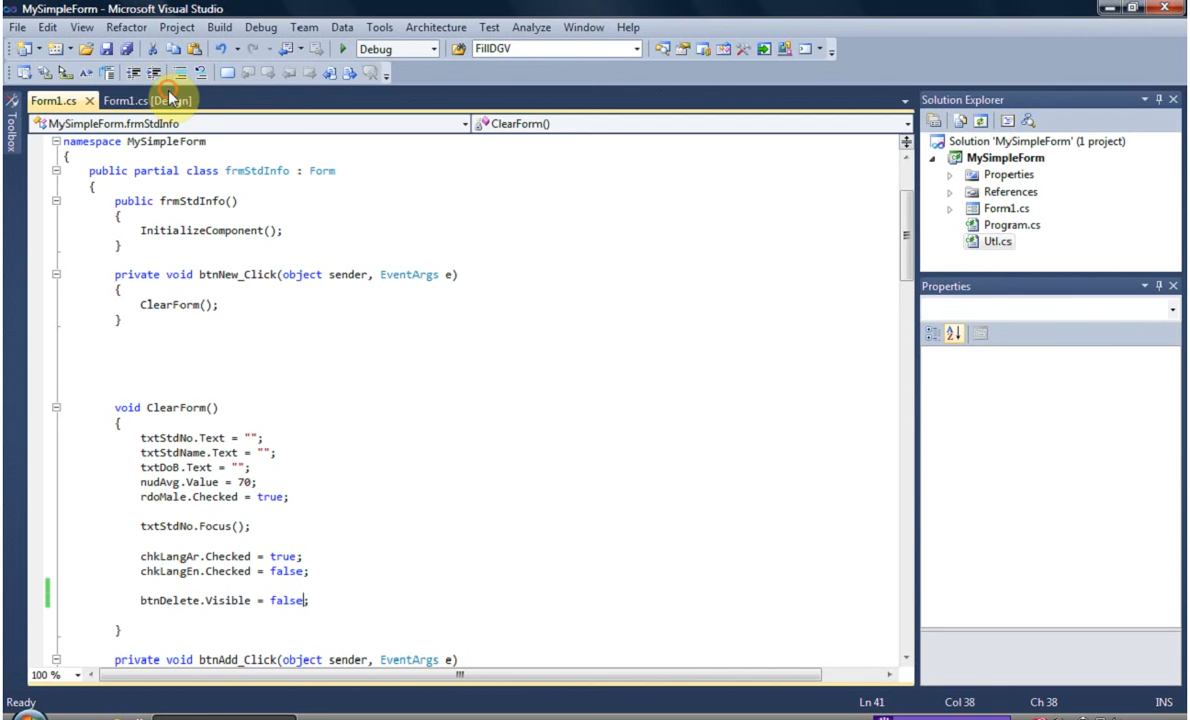 MySimpleForm - Microsoft Visual Studio
File Edit View Refactor Project Build Debug Team Data Tools Architecture Test Analyze Window Help
Debug FillDGV
Form1.cs Form1.cs [Design]
MySimpleForm.frmStdInfo ClearForm()
namespace MySimpleForm
{
public partial class frmStdInfo : Form
{
public frmStdInfo()
{
InitializeComponent();
}
private void btnNew_Click(object sender, EventArgs e)
{
ClearForm();
}
void ClearForm()
{
txtStdNo.Text = "";
txtStdName.Text = "";
txtDoB.Text = "";
nudAvg.Value = 70;
rdoMale.Checked = true;
txtStdNo.Focus();
chkLangAr.Checked = true;
chkLangEn.Checked = false;
btnDelete.Visible = false;
}
private void btnAdd_Click(object sender, EventArgs e)
100 %
Toolbox
Solution Explorer
Solution 'MySimpleForm' (1 project)
MySimpleForm
Properties
References
Form1.cs
Program.cs
Utl.cs
Properties
Ready Ln 41 Col 38 Ch 38 INS